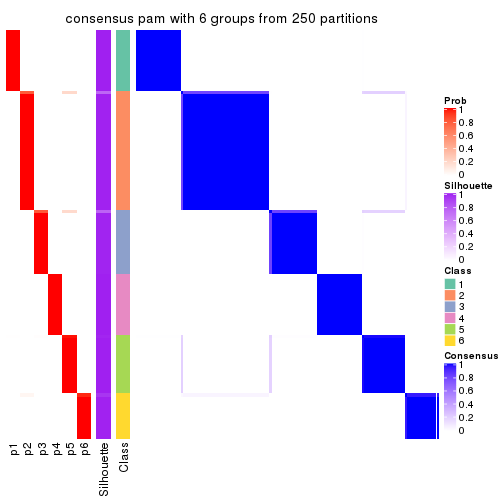 consensus pam with 6 groups from 250 partitions
Prob
1
0.8
0.6
0.4
0.2
0
Silhouette
1
0.8
0.6
0.4
0.2
0
Class
1
2
3
4
5
6
Consensus
1
0.8
0.6
0.4
0.2
0
p1
p2
p3
p4
p5
p6
Silhouette
Class